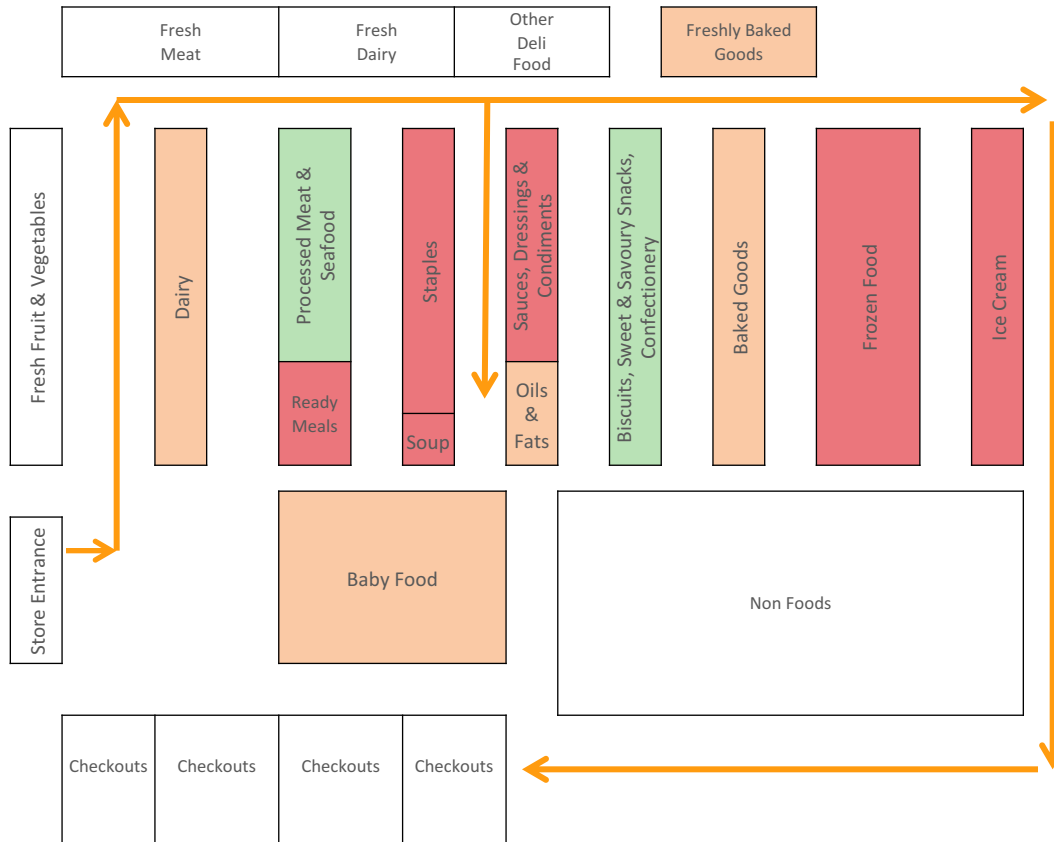 Fresh
Meat
Fresh
Dairy
Other
Deli
Food
Freshly Baked
Goods
Fresh Fruit & Vegetables
Dairy
Processed Meat &
Seafood
Ready
Meals
Staples
Soup
Sauces, Dressings &
Condiments
Oils
&
Fats
Biscuits, Sweet & Savoury Snacks,
Confectionery
Baked Goods
Frozen Food
Ice Cream
Store Entrance
Baby Food
Non Foods
Checkouts
Checkouts
Checkouts
Checkouts